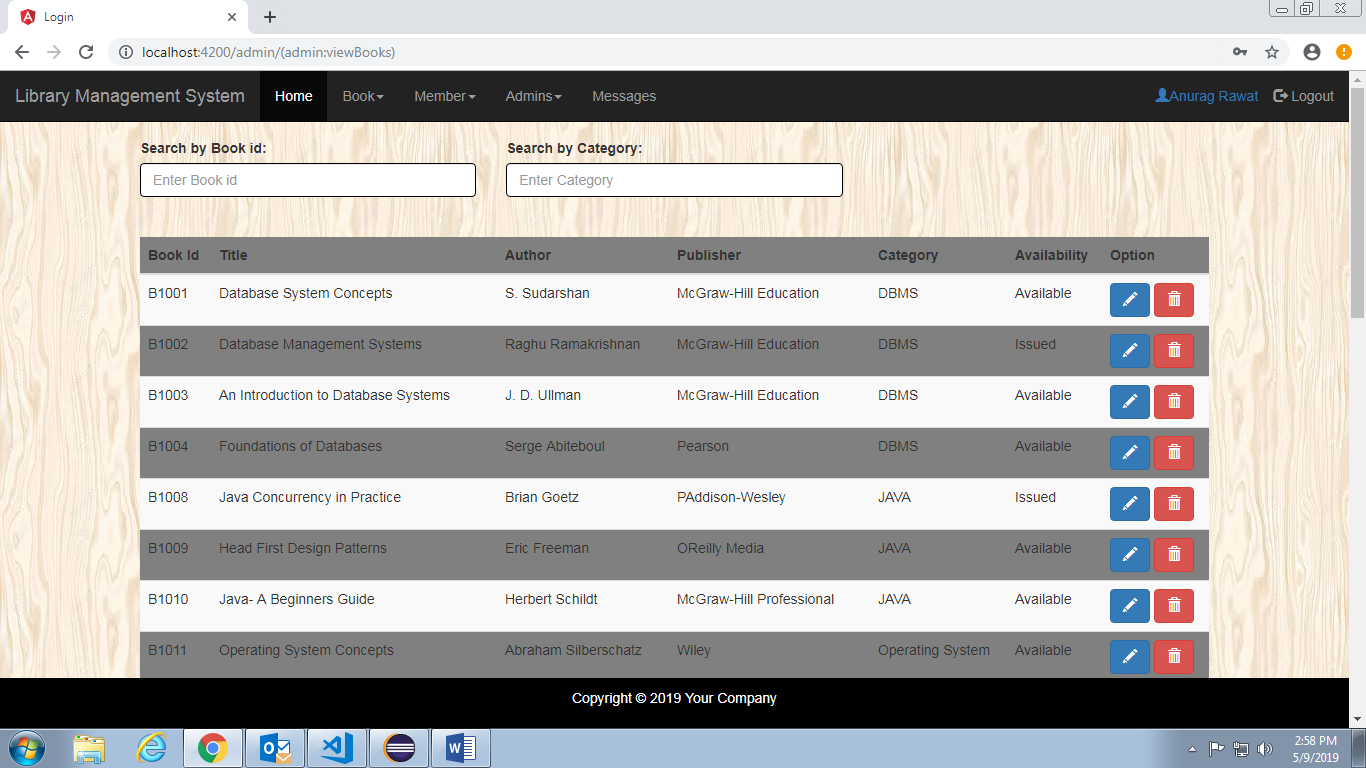 Login
localhost:4200/admin/(admin:viewBooks)
Library Management System Home Book Member Admins Messages Anurag Rawat Logout
Search by Book id: Search by Category:
Enter Book id Enter Category
Book Id Title Author Publisher Category Availability Option
B1001 Database System Concepts S. Sudarshan McGraw-Hill Education DBMS Available
B1002 Database Management Systems Raghu Ramakrishnan McGraw-Hill Education DBMS Issued
B1003 An Introduction to Database Systems J. D. Ullman McGraw-Hill Education DBMS Available
B1004 Foundations of Databases Serge Abiteboul Pearson DBMS Available
B1008 Java Concurrency in Practice Brian Goetz PAddison-Wesley JAVA Issued
B1009 Head First Design Patterns Eric Freeman OReilly Media JAVA Available
B1010 Java- A Beginners Guide Herbert Schildt McGraw-Hill Professional JAVA Available
B1011 Operating System Concepts Abraham Silberschatz Wiley Operating System Available
Copyright © 2019 Your Company
2:58 PM
5/9/2019